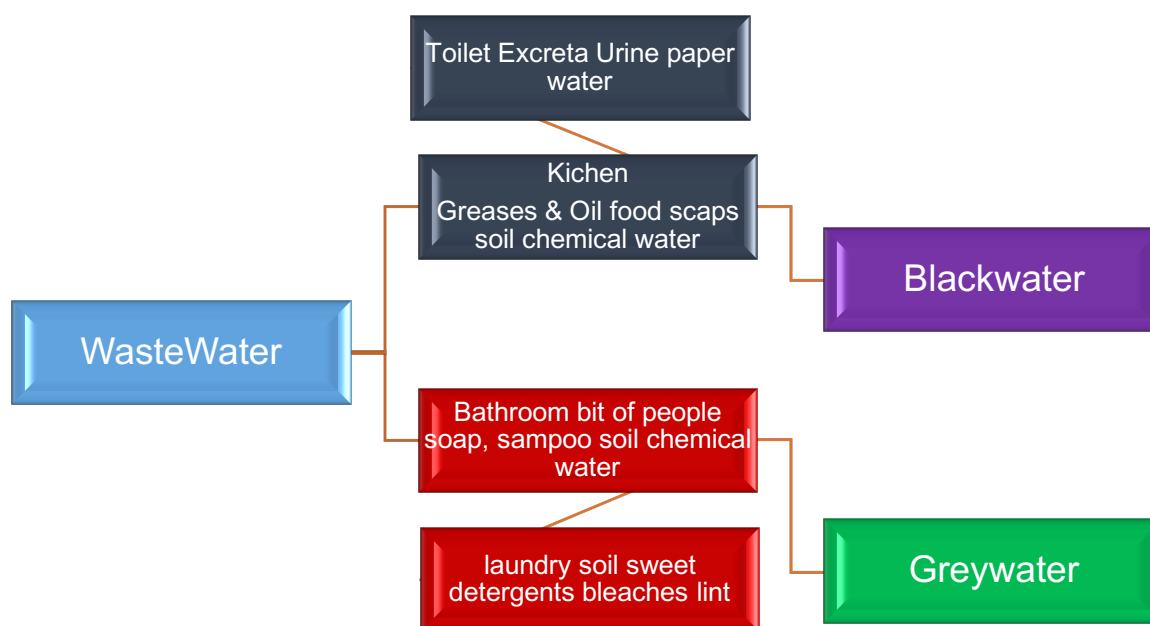 Toilet Excreta Urine paper
water
Kichen
Greases & Oil food scaps
soil chemical water
Blackwater
WasteWater
Bathroom bit of people
soap, sampoo soil chemical
water
laundry soil sweet
detergents bleaches lint
Greywater